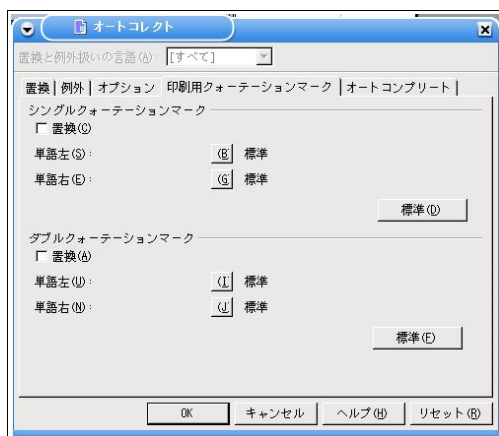 オートコレクト
置換と例外扱いの言語(A): [すべて]
置換 例外 オプション 印刷用クォーテーションマーク オートコンプリート
シングルクォーテーションマーク
置換(C)
単語左(S): (B 標準
単語右(E): (G 標準
標準(D)
ダブルクォーテーションマーク
置換(A)
単語左(U): (I 標準
単語右(N): (J 標準
標準(F)
OK キャンセル ヘルプ(H) リセット(R)